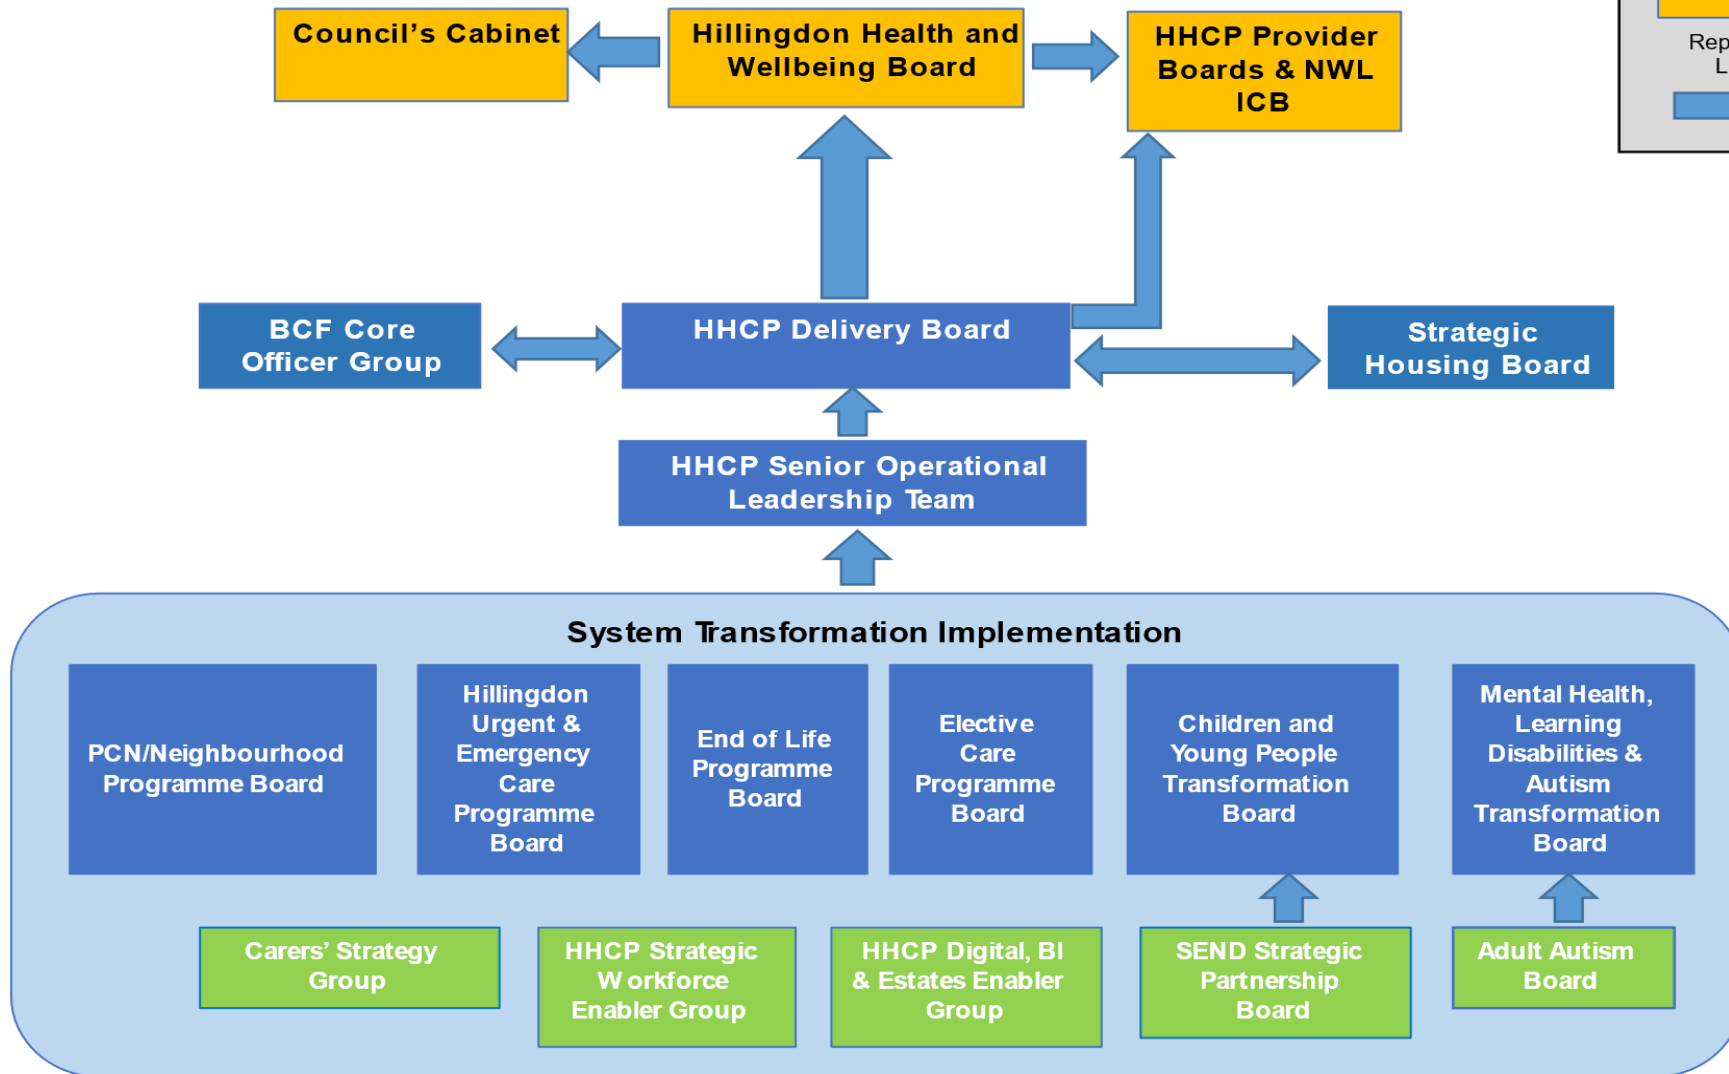 Council's Cabinet
Hillingdon Health and
Wellbeing Board
HHCP Provider
Boards & NWL
ICB
BCF Core
Officer Group
HHCP Delivery Board
Strategic
Housing Board
HHCP Senior Operational
Leadership Team
System Transformation Implementation
PCN/Neighbourhood
Programme Board
Hillingdon
Urgent &
Emergency
Care
Programme
Board
End of Life
Programme
Board
Elective
Care
Programme
Board
Children and
Young People
Transformation
Board
Mental Health,
Learning
Disabilities &
Autism
Transformation
Board
Carers' Strategy
Group
HHCP Strategic
Workforce
Enabler Group
HHCP Digital, BI
& Estates Enabler
Group
SEND Strategic
Partnership
Board
Adult Autism
Board